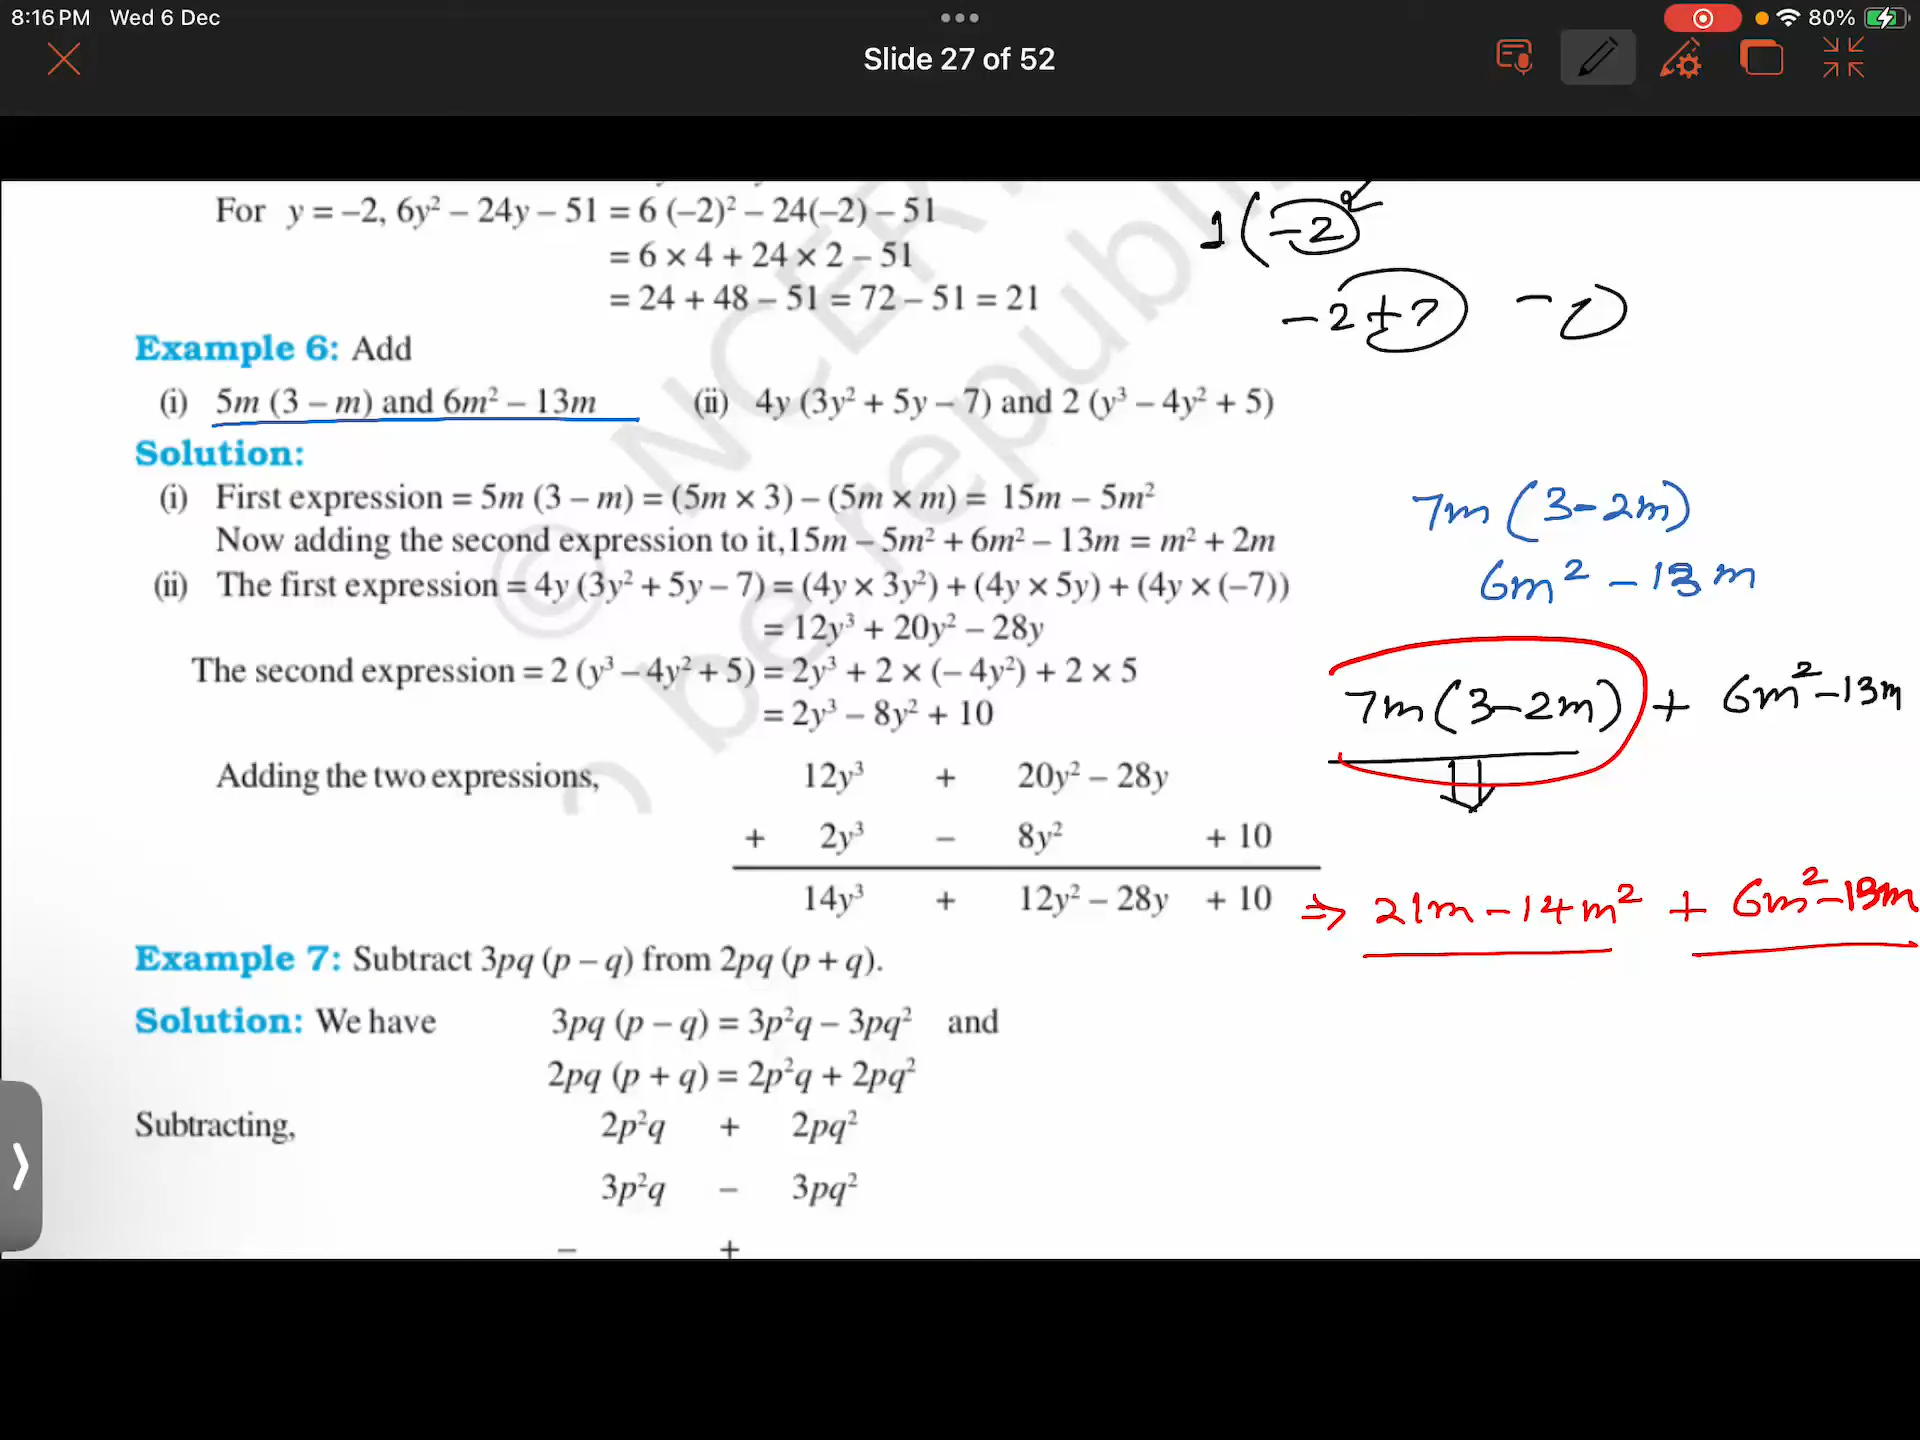 8:16 PM Wed 6 Dec
80%
Slide 27 of 52
For y = –2, 6y² – 24y – 51 = 6 (–2)² – 24(–2) – 51
= 6 × 4 + 24 × 2 – 51
= 24 + 48 – 51 = 72 – 51 = 21
Example 6: Add
(i) 5m (3 – m) and 6m² – 13m (ii) 4y (3y² + 5y – 7) and 2 (y³ – 4y² + 5)
Solution:
(i) First expression = 5m (3 – m) = (5m × 3) – (5m × m) = 15m – 5m²
Now adding the second expression to it, 15m – 5m² + 6m² – 13m = m² + 2m
(ii) The first expression = 4y (3y² + 5y – 7) = (4y × 3y²) + (4y × 5y) + (4y × (–7))
= 12y³ + 20y² – 28y
The second expression = 2 (y³ – 4y² + 5) = 2y³ + 2 × (– 4y²) + 2 × 5
= 2y³ – 8y² + 10
Adding the two expressions, 12y³ + 20y² – 28y
+ 2y³ – 8y² + 10
14y³ + 12y² – 28y + 10
Example 7: Subtract 3pq (p – q) from 2pq (p + q).
Solution: We have 3pq (p – q) = 3p²q – 3pq² and
2pq (p + q) = 2p²q + 2pq²
Subtracting, 2p²q + 2pq²
3p²q – 3pq²
– +
© NCERT
be republi
1 (–2
–2+7
7m (3–2m)
6m² – 13m
7m (3–2m) + 6m²–13m
⇒ 21m –14m² + 6m²–13m